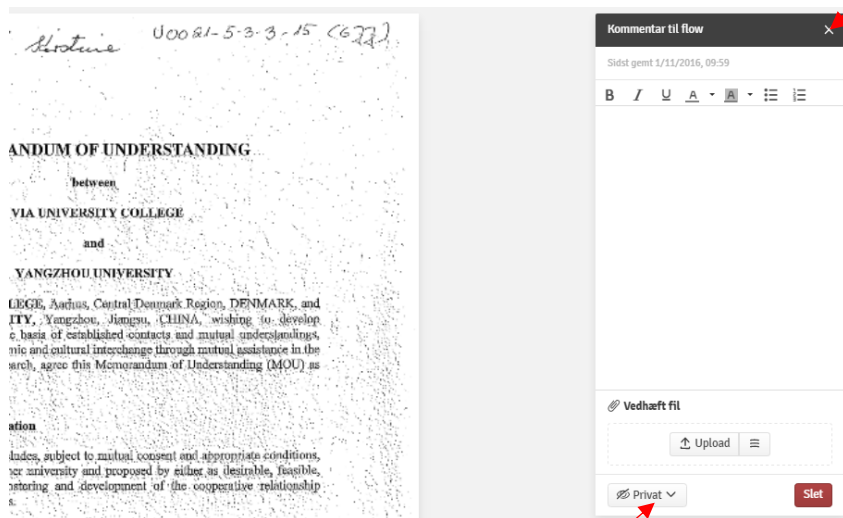 Kirstine U0021-5-3-3-15 (677)
ANDUM OF UNDERSTANDING
between
VIA UNIVERSITY COLLEGE
and
YANGZHOU UNIVERSITY
LEGE, Aarhus, Central Denmark Region, DENMARK, and
ITY, Yangzhou, Jiangsu, CHINA, wishing to develop
e basis of established contacts and mutual understandings,
mic and cultural interchange through mutual assistance in the
earch, agree this Memorandum of Understanding (MOU) as
ation
ludes, subject to mutual consent and appropriate conditions,
her university and proposed by either as desirable, feasible,
ostering and development of the cooperative relationship
s.
Kommentar til flow
Sidst gemt 1/11/2016, 09:59
B I U A A
Vedhæft fil
Upload
Privat
Slet